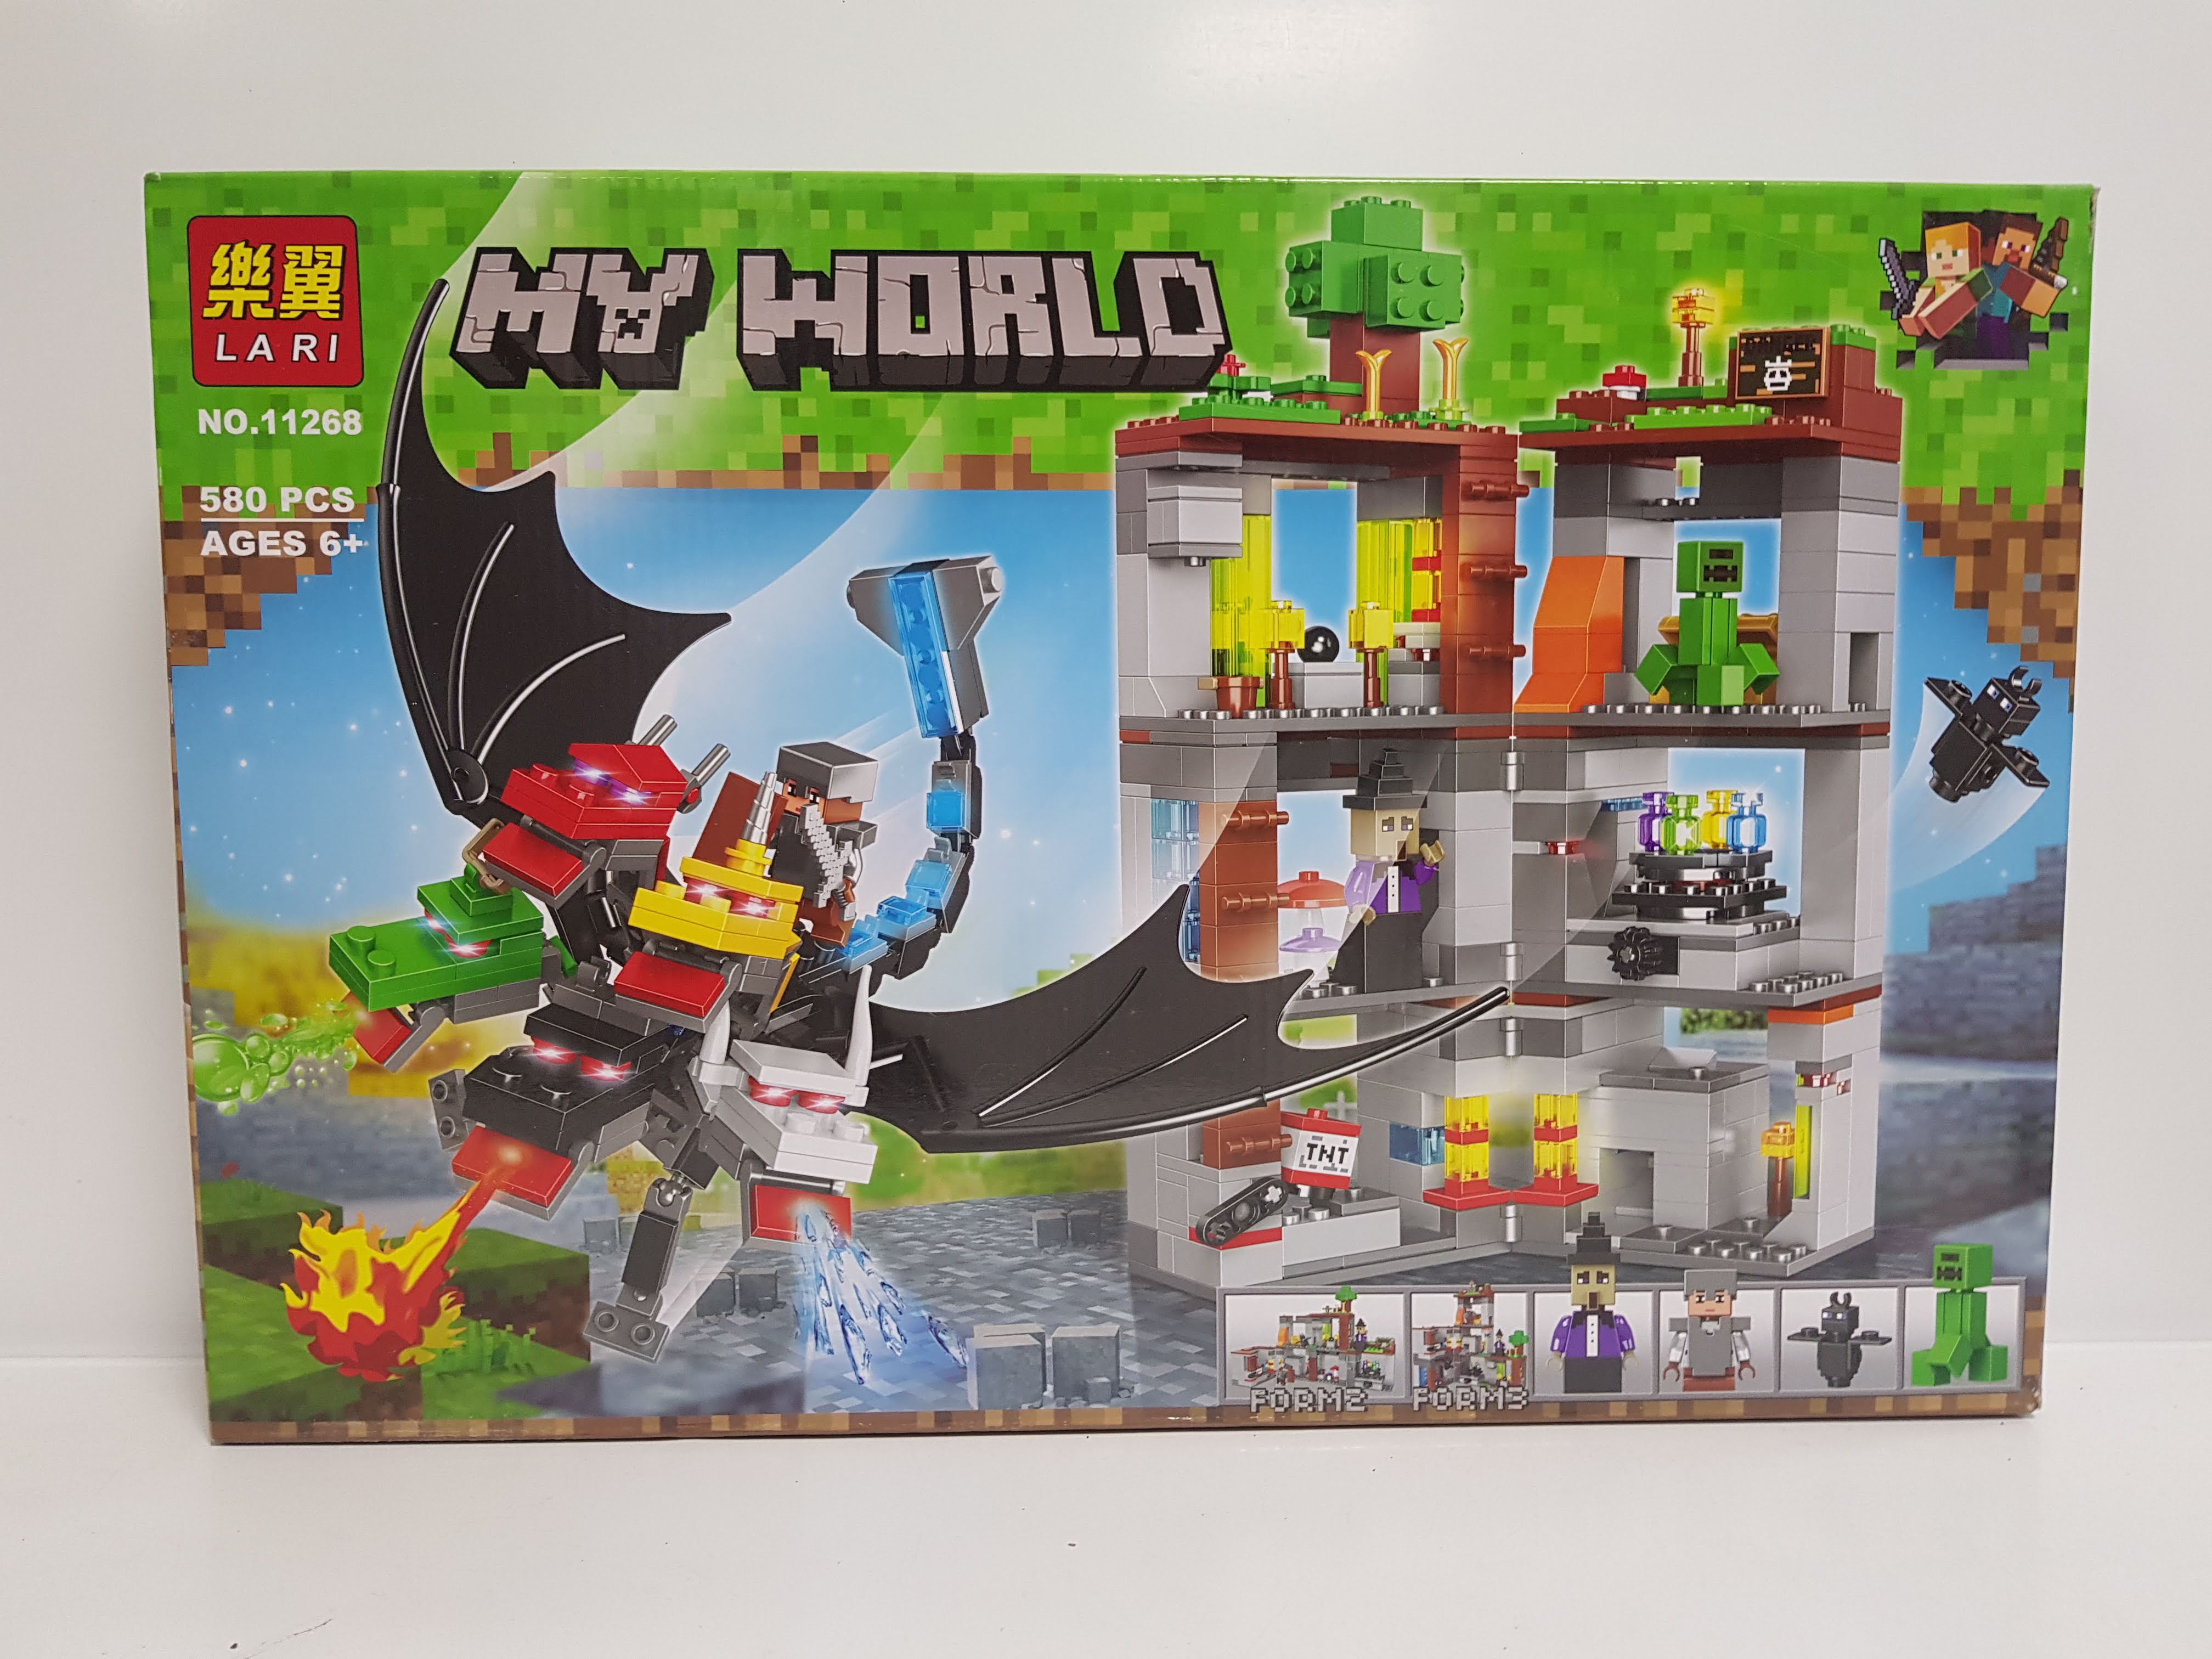 樂翼
LARI
MY WORLD
NO.11268
580 PCS
AGES 6+
TNT
FORM2
FORM3